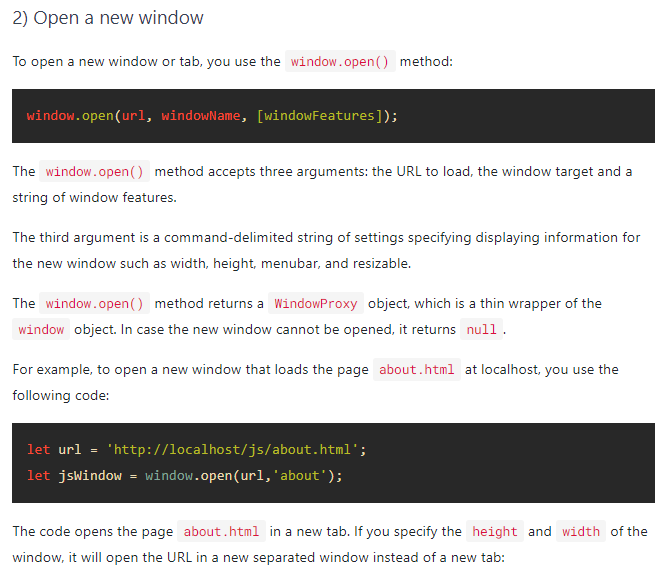 2) Open a new window
To open a new window or tab, you use the window.open() method:
window.open(url, windowName, [windowFeatures]);
The window.open() method accepts three arguments: the URL to load, the window target and a
string of window features.
The third argument is a command-delimited string of settings specifying displaying information for
the new window such as width, height, menubar, and resizable.
The window.open() method returns a WindowProxy object, which is a thin wrapper of the
window object. In case the new window cannot be opened, it returns null.
For example, to open a new window that loads the page about.html at localhost, you use the
following code:
let url = 'http://localhost/js/about.html';
let jsWindow = window.open(url,'about');
The code opens the page about.html in a new tab. If you specify the height and width of the
window, it will open the URL in a new separated window instead of a new tab: